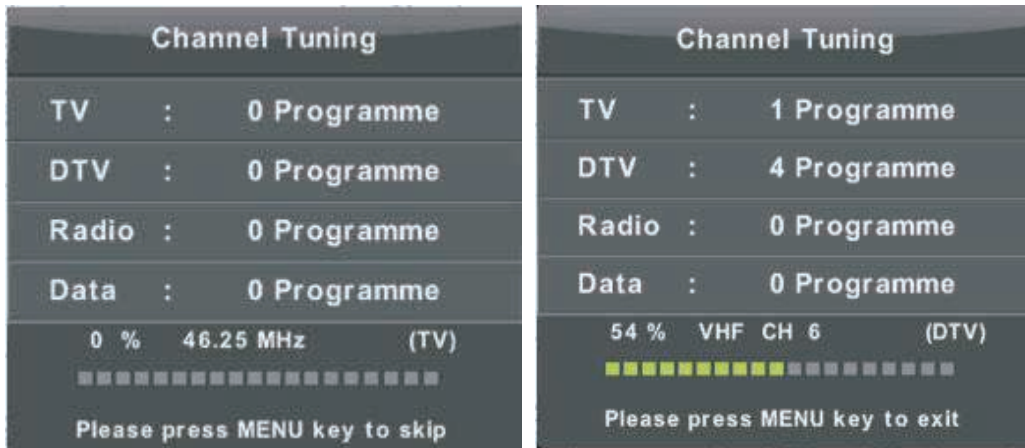 Channel Tuning
TV : 0 Programme
DTV : 0 Programme
Radio : 0 Programme
Data : 0 Programme
0 % 46.25 MHz (TV)
Please press MENU key to skip
Channel Tuning
TV : 1 Programme
DTV : 4 Programme
Radio : 0 Programme
Data : 0 Programme
54 % VHF CH 6 (DTV)
Please press MENU key to exit